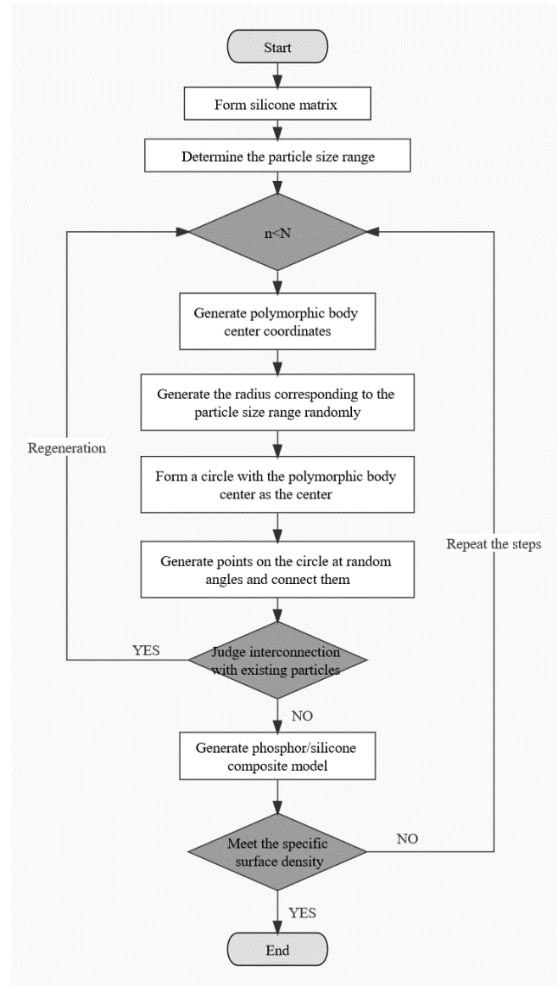 Start
Form silicone matrix
Determine the particle size range
n<N
Generate polymorphic body
center coordinates
Generate the radius corresponding to the
particle size range randomly
Regeneration
Form a circle with the polymorphic body
center as the center
Repeat the steps
Generate points on the circle at random
angles and connect them
YES
Judge interconnection
with existing particles
NO
Generate phosphor/silicone
composite model
Meet the specific
surface density
NO
YES
End